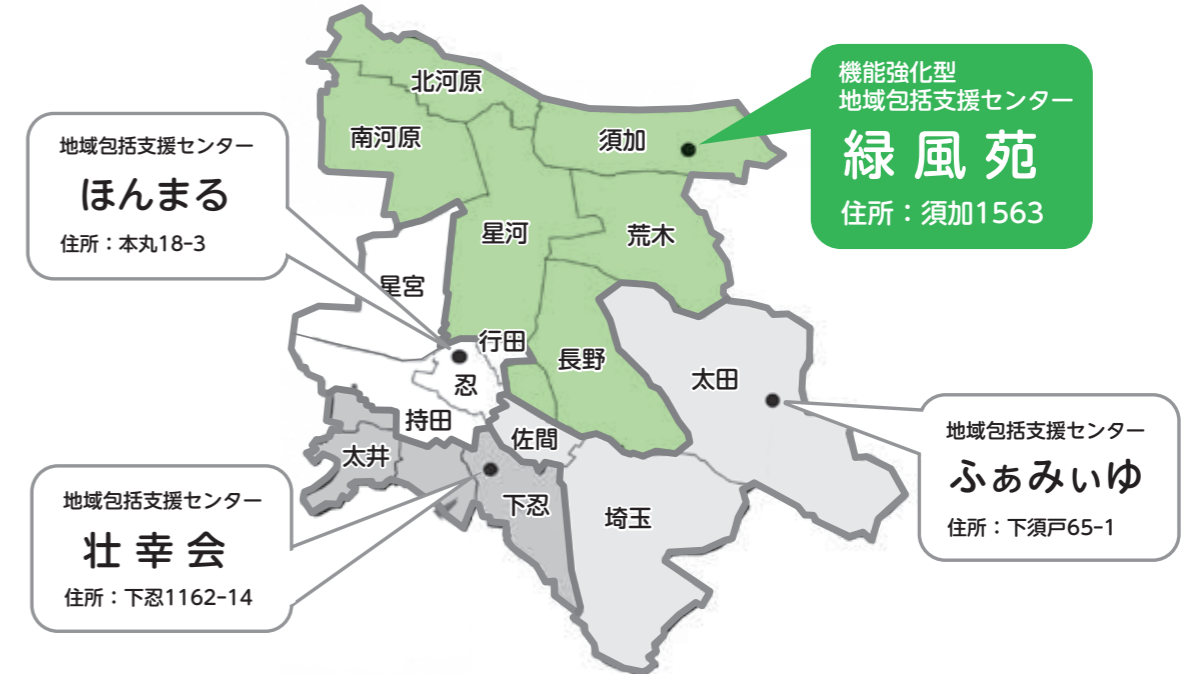 機能強化型
地域包括支援センター
緑風苑
住所：須加1563
地域包括支援センター
ほんまる
住所：本丸18-3
北河原
南河原
須加
星河
荒木
星宮
行田
忍
長野
太田
持田
佐間
太井
下忍
埼玉
地域包括支援センター
壮幸会
住所：下忍1162-14
地域包括支援センター
ふぁみぃゆ
住所：下須戸65-1